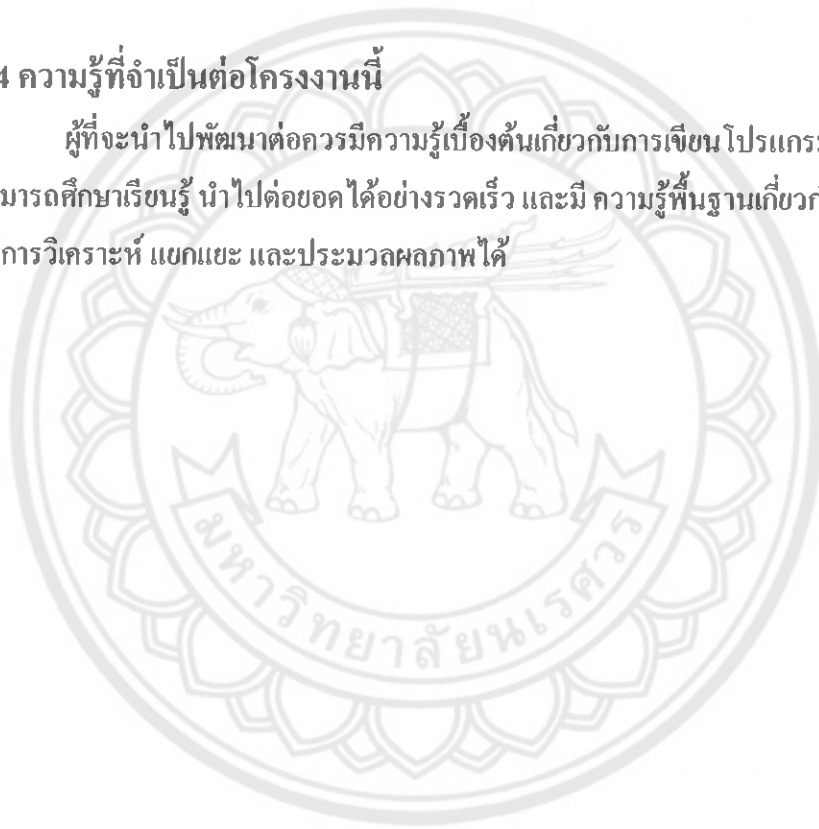 4 ความรู้ที่จำเป็นต่อโครงงานนี้
ผู้ที่จะนำไปพัฒนาต่อควรมีความรู้เบื้องต้นเกี่ยวกับการเขียนโปรแกร
มารถศึกษาเรียนรู้ นำไปต่อยอดได้อย่างรวดเร็ว และมี ความรู้พื้นฐานเกี่ยวก
การวิเคราะห์ แยกแยะ และประมวลผลภาพได้
มหาวิทยาลัยนเรศวร